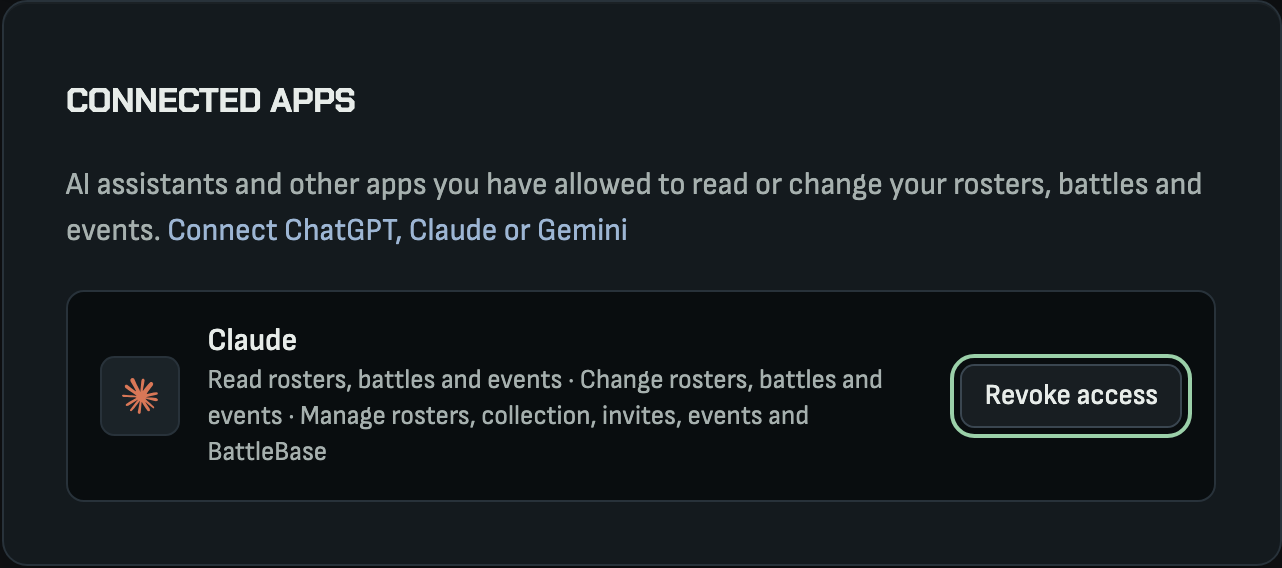 CONNECTED APPS
AI assistants and other apps you have allowed to read or change your rosters, battles and
events. Connect ChatGPT, Claude or Gemini
Claude
Read rosters, battles and events · Change rosters, battles and
events · Manage rosters, collection, invites, events and
BattleBase
Revoke access